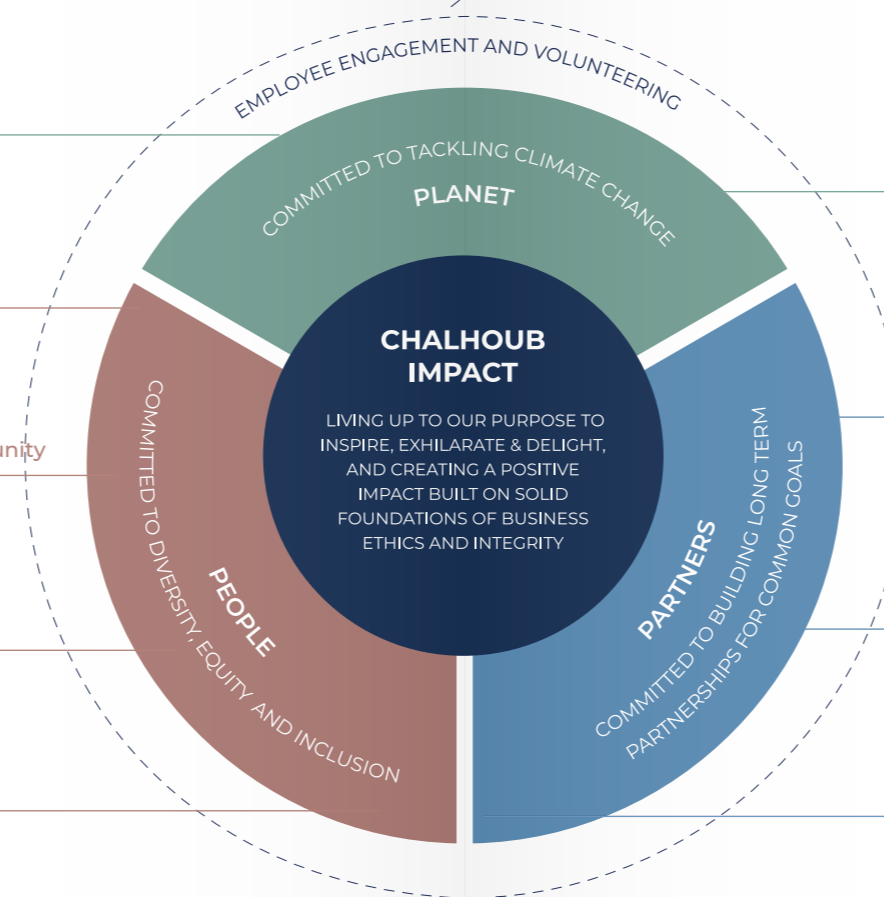 EMPLOYEE ENGAGEMENT AND VOLUNTEERING
COMMITTED TO TACKLING CLIMATE CHANGE
PLANET
CHALHOUB
IMPACT
LIVING UP TO OUR PURPOSE TO
INSPIRE, EXHILARATE & DELIGHT,
AND CREATING A POSITIVE
IMPACT BUILT ON SOLID
FOUNDATIONS OF BUSINESS
ETHICS AND INTEGRITY
unity
COMMITTED TO DIVERSITY, EQUITY AND INCLUSION
PEOPLE
PARTNERS
COMMITTED TO BUILDING LONG TERM
PARTNERSHIPS FOR COMMON GOALS